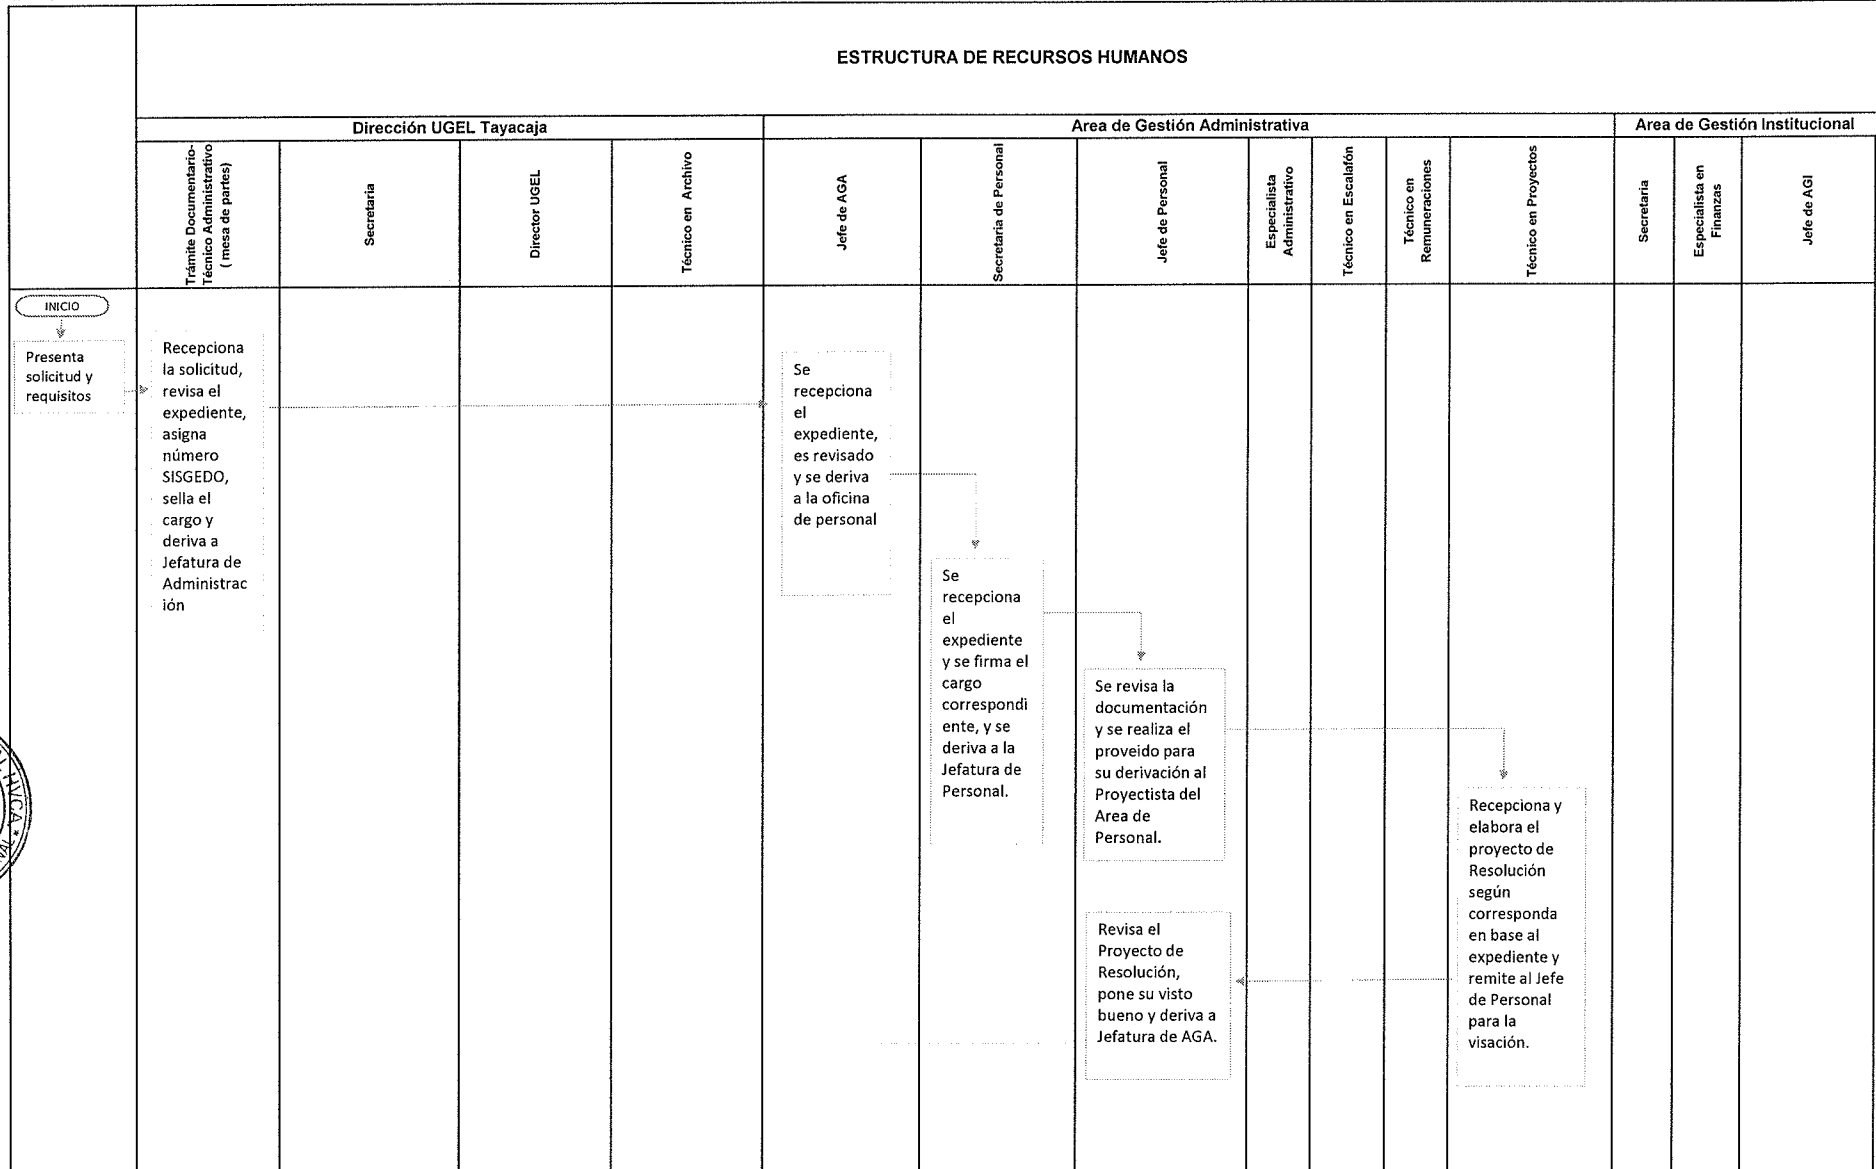 ESTRUCTURA DE RECURSOS HUMANOS
Dirección UGEL Tayacaja
Area de Gestión Administrativa
Area de Gestión Institucional
Trámite Documentario-
Técnico Administrativo
( mesa de partes)
Secretaria
Director UGEL
Técnico en Archivo
Jefe de AGA
Secretaria de Personal
Jefe de Personal
Especialista
Administrativo
Técnico en Escalafón
Técnico en
Remuneraciones
Técnico en Proyectos
Secretaria
Especialista en
Finanzas
Jefe de AGI
INICIO
Presenta
solicitud y
requisitos
Recepciona
la solicitud,
revisa el
expediente,
asigna
número
SISGEDO,
sella el
cargo y
deriva a
Jefatura de
Administrac
ión
Se
recepciona
el
expediente,
es revisado
y se deriva
a la oficina
de personal
Se
recepciona
el
expediente
y se firma el
cargo
correspondi
ente, y se
deriva a la
Jefatura de
Personal.
Se revisa la
documentación
y se realiza el
proveido para
su derivación al
Proyectista del
Area de
Personal.
Recepciona y
elabora el
proyecto de
Resolución
según
corresponda
en base al
expediente y
remite al Jefe
de Personal
para la
visación.
Revisa el
Proyecto de
Resolución,
pone su visto
bueno y deriva a
Jefatura de AGA.
HVCA